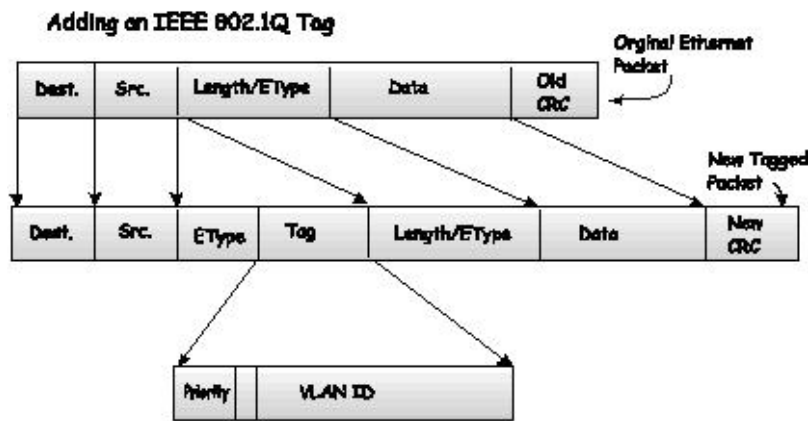 Adding an IEEE 802.1Q Tag
Orginal Ethernet
Packet
Dest.
Src.
Length/EType
Data
Old
CRC
New Tagged
Packet
Dest.
Src.
EType
Tag
Length/EType
Data
New
CRC
Priority
VLAN ID